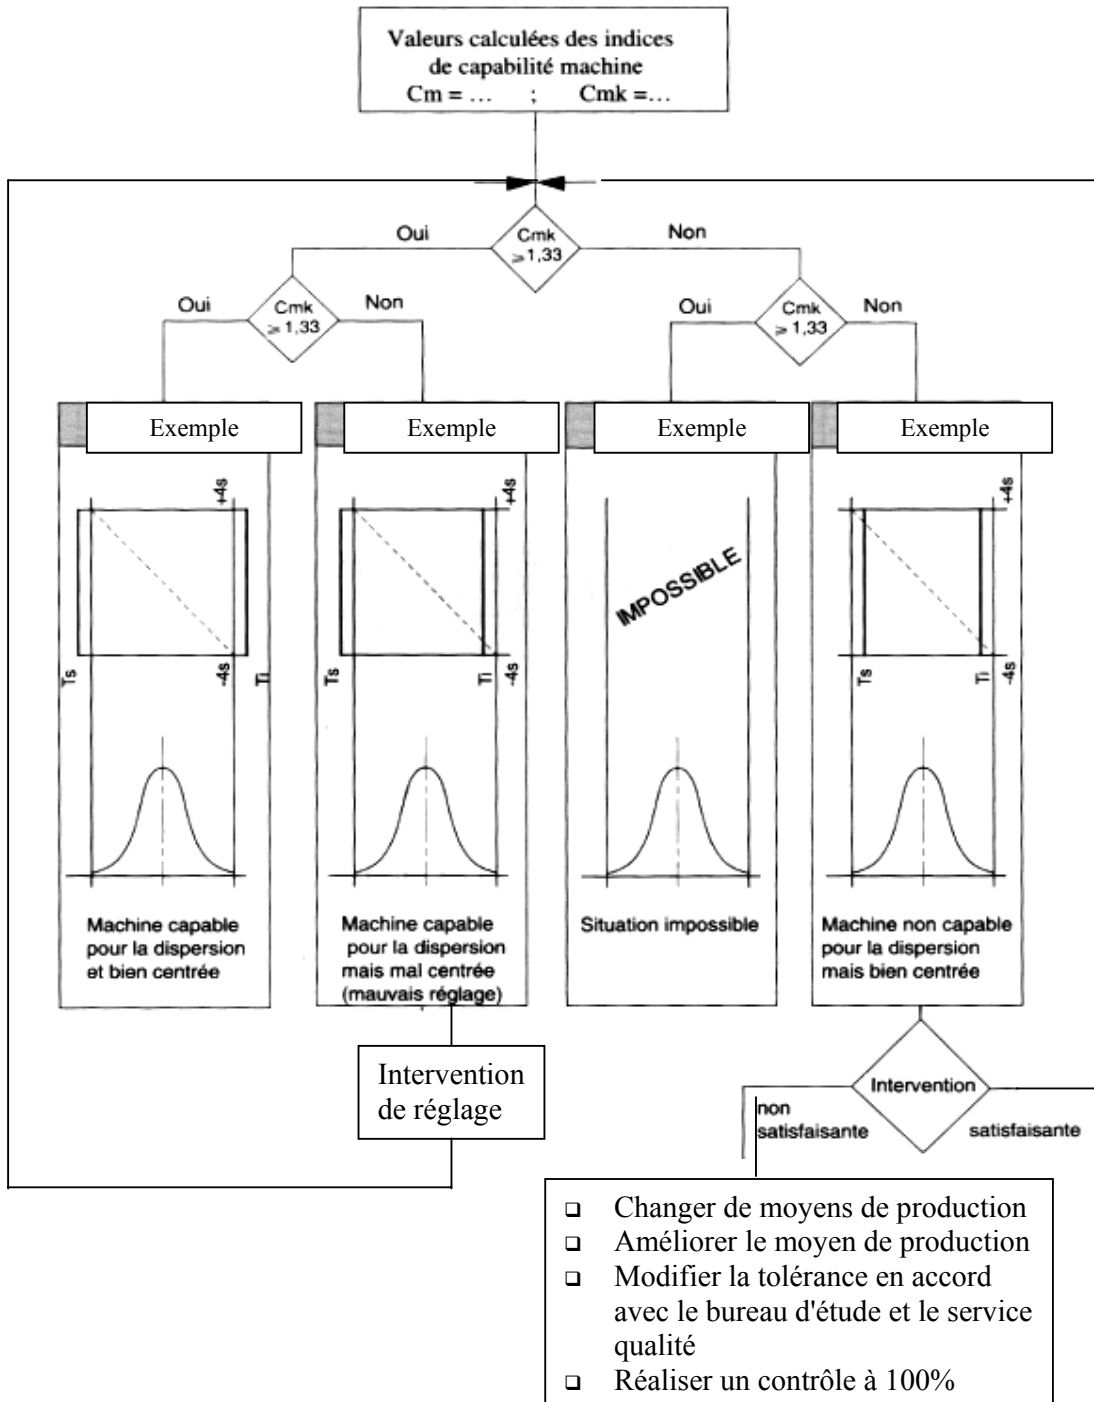 Valeurs calculées des indices
de capabilité machine
Cm = ... ; Cmk =...
Oui
Cmk
⩾1,33
Non
Oui
Cmk
⩾ 1,33
Non
Oui
Cmk
⩾ 1,33
Non
Exemple
Exemple
Exemple
Exemple
+4s
-4s
Ts
Ti
+4s
-4s
Ts
Ti
IMPOSSIBLE
+4s
-4s
Ts
Ti
Machine capable
pour la dispersion
et bien centrée
Machine capable
pour la dispersion
mais mal centrée
(mauvais réglage)
Situation impossible
Machine non capable
pour la dispersion
mais bien centrée
Intervention
de réglage
Intervention
non
satisfaisante
satisfaisante
❑ Changer de moyens de production
❑ Améliorer le moyen de production
❑ Modifier la tolérance en accord
avec le bureau d'étude et le service
qualité
❑ Réaliser un contrôle à 100%